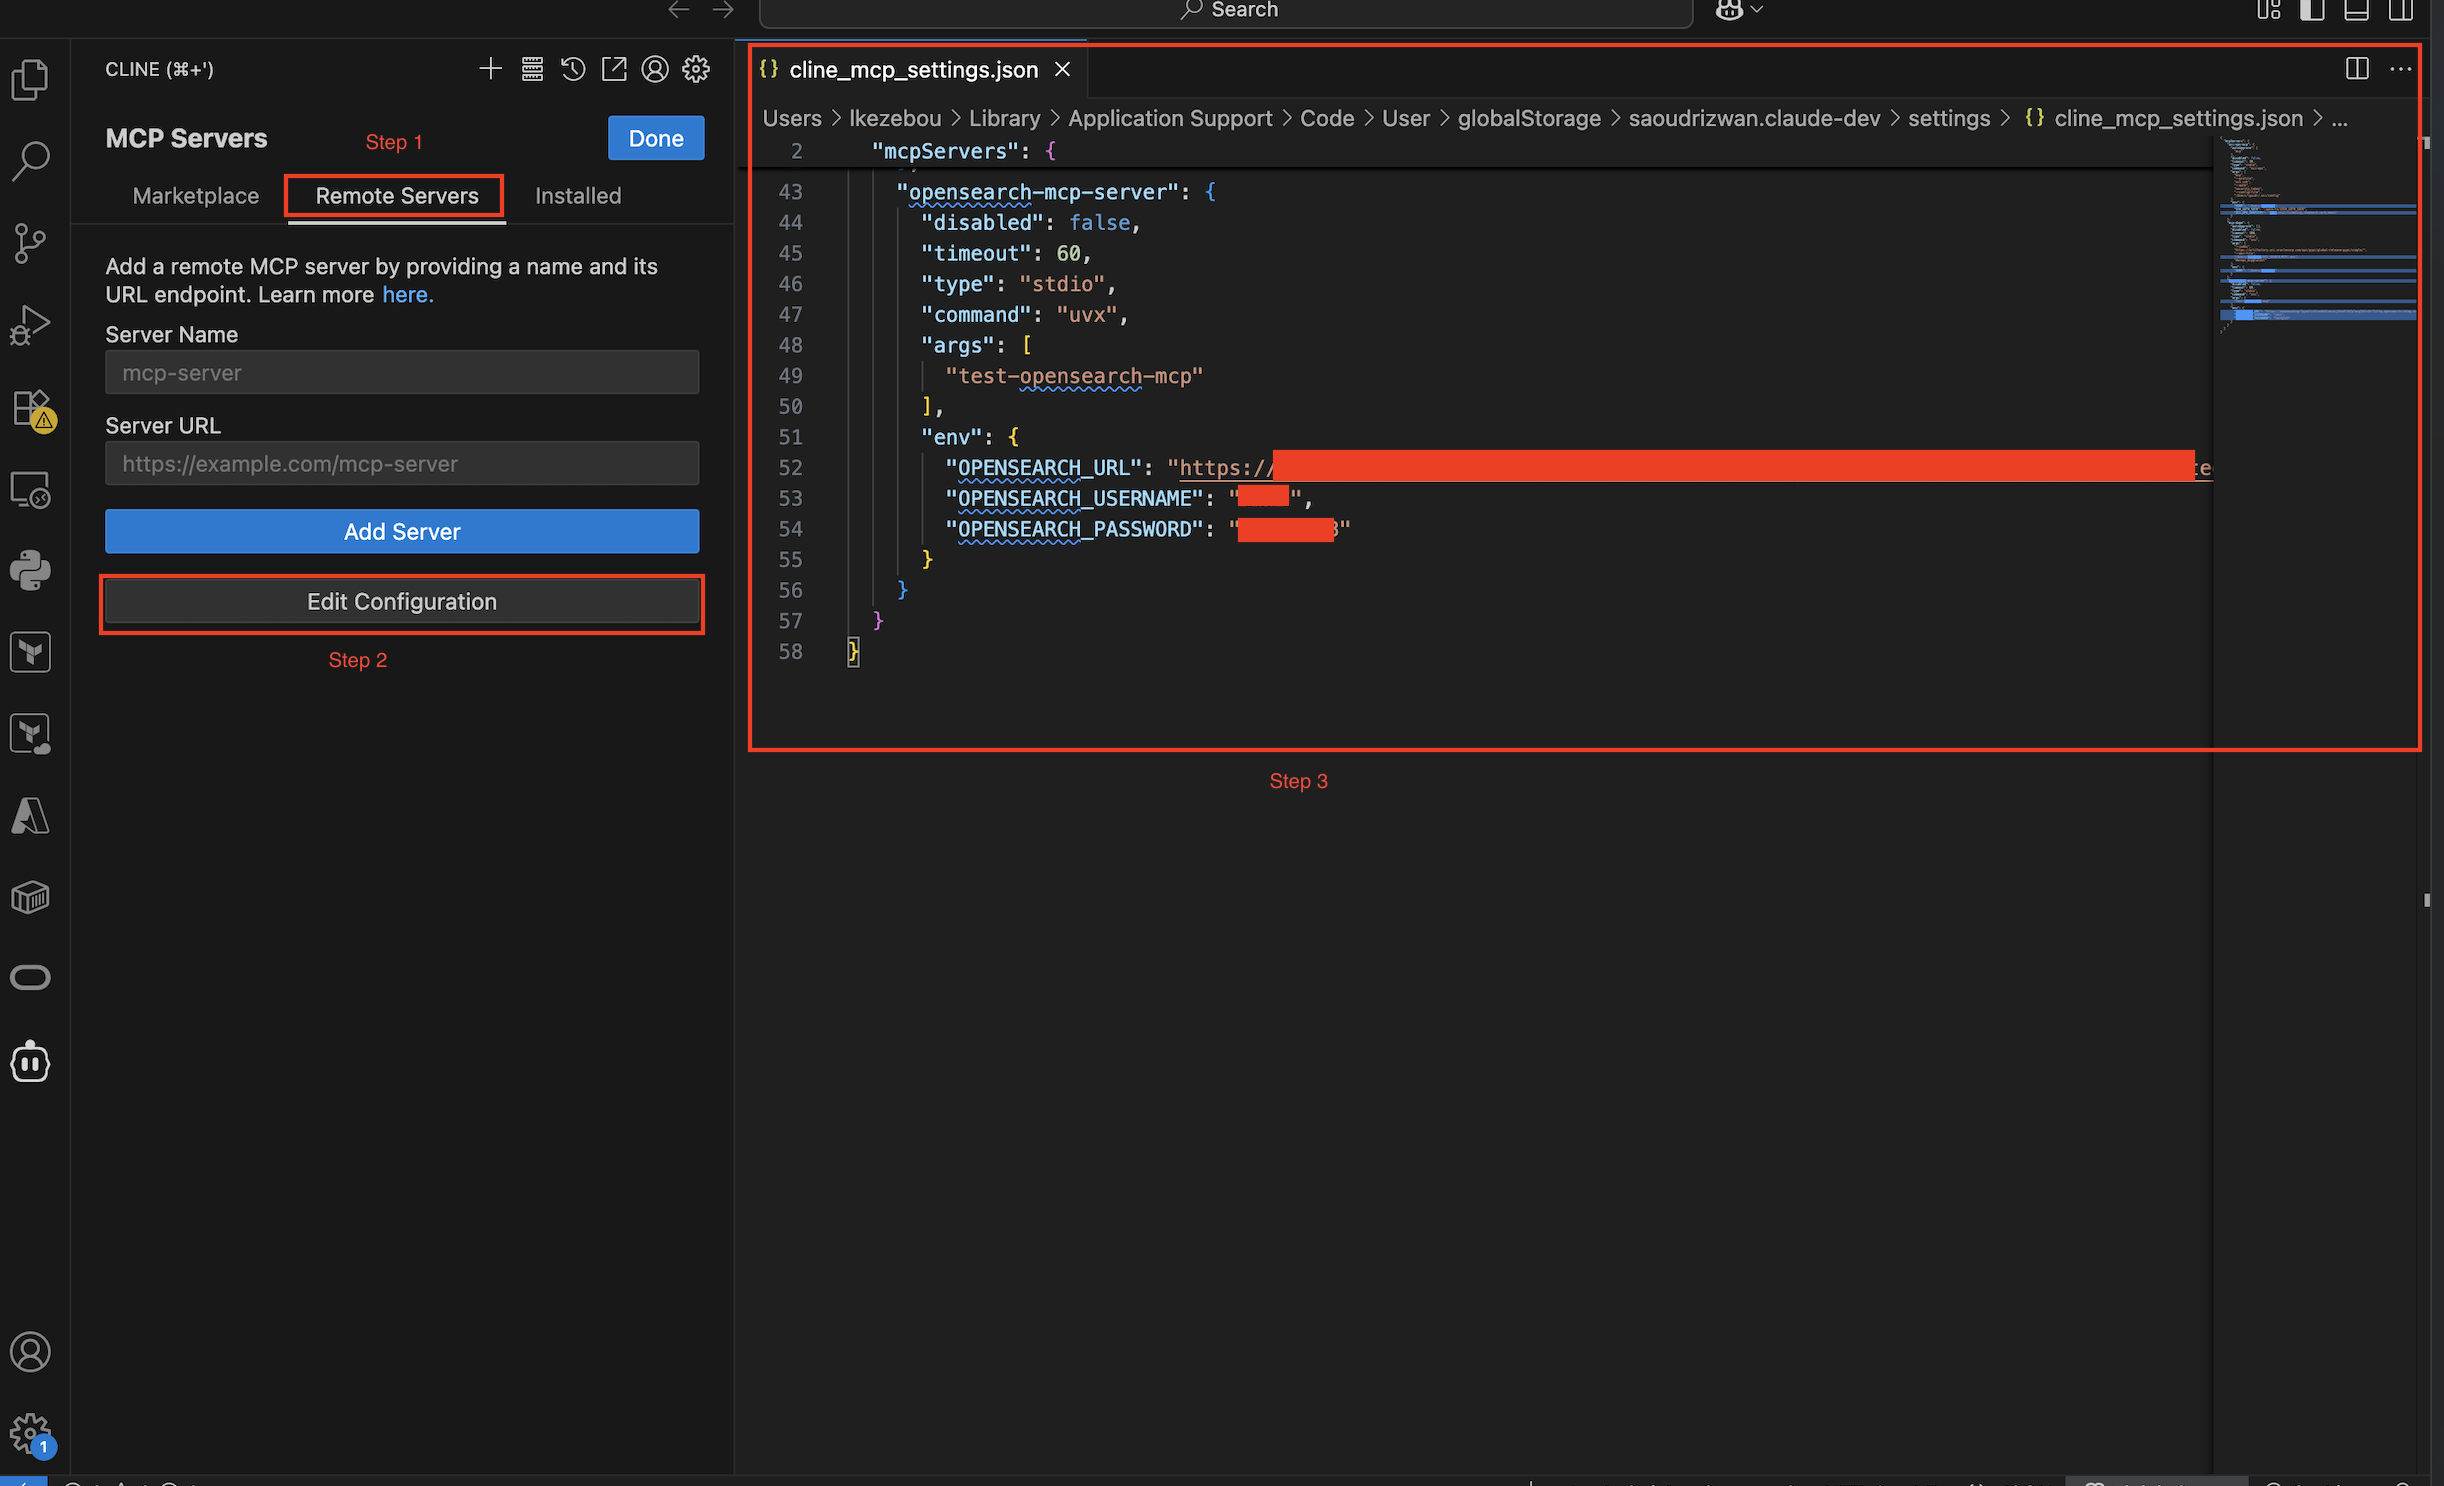 Search
CLINE (⌘+')
MCP Servers
Step 1
Done
Marketplace
Remote Servers
Installed
Add a remote MCP server by providing a name and its
URL endpoint. Learn more here.
Server Name
mcp-server
Server URL
https://example.com/mcp-server
Add Server
Edit Configuration
Step 2
1
{} cline_mcp_settings.json
Users > lkezebou > Library > Application Support > Code > User > globalStorage > saoudrizwan.claude-dev > settings > {} cline_mcp_settings.json > ...
2 "mcpServers": {
43 "opensearch-mcp-server": {
44 "disabled": false,
45 "timeout": 60,
46 "type": "stdio",
47 "command": "uvx",
48 "args": [
49 "test-opensearch-mcp"
50 ],
51 "env": {
52 "OPENSEARCH_URL": "https://
53 "OPENSEARCH_USERNAME": " ",
54 "OPENSEARCH_PASSWORD": " "
55 }
56 }
57 }
58 }
Step 3